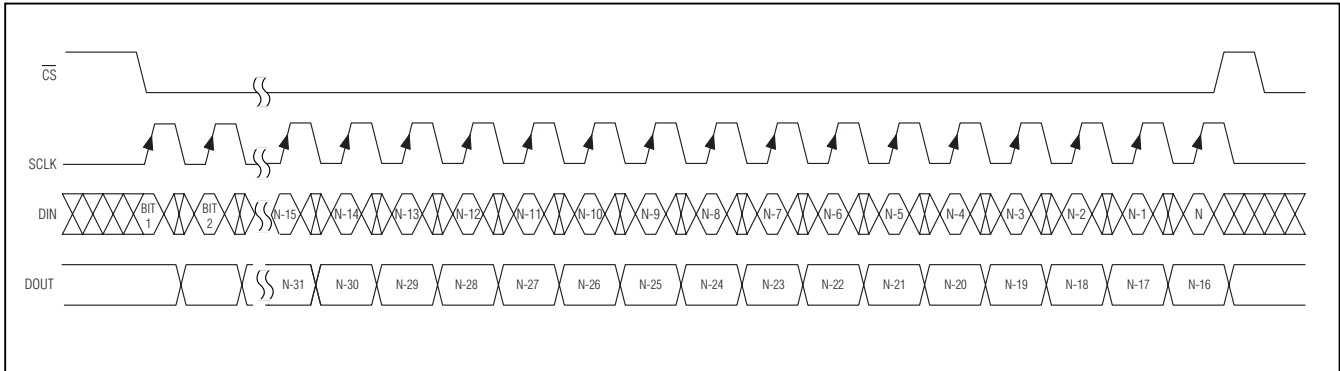 CS
SCLK
DIN BIT 1 BIT 2 N-15 N-14 N-13 N-12 N-11 N-10 N-9 N-8 N-7 N-6 N-5 N-4 N-3 N-2 N-1 N
DOUT N-31 N-30 N-29 N-28 N-27 N-26 N-25 N-24 N-23 N-22 N-21 N-20 N-19 N-18 N-17 N-16